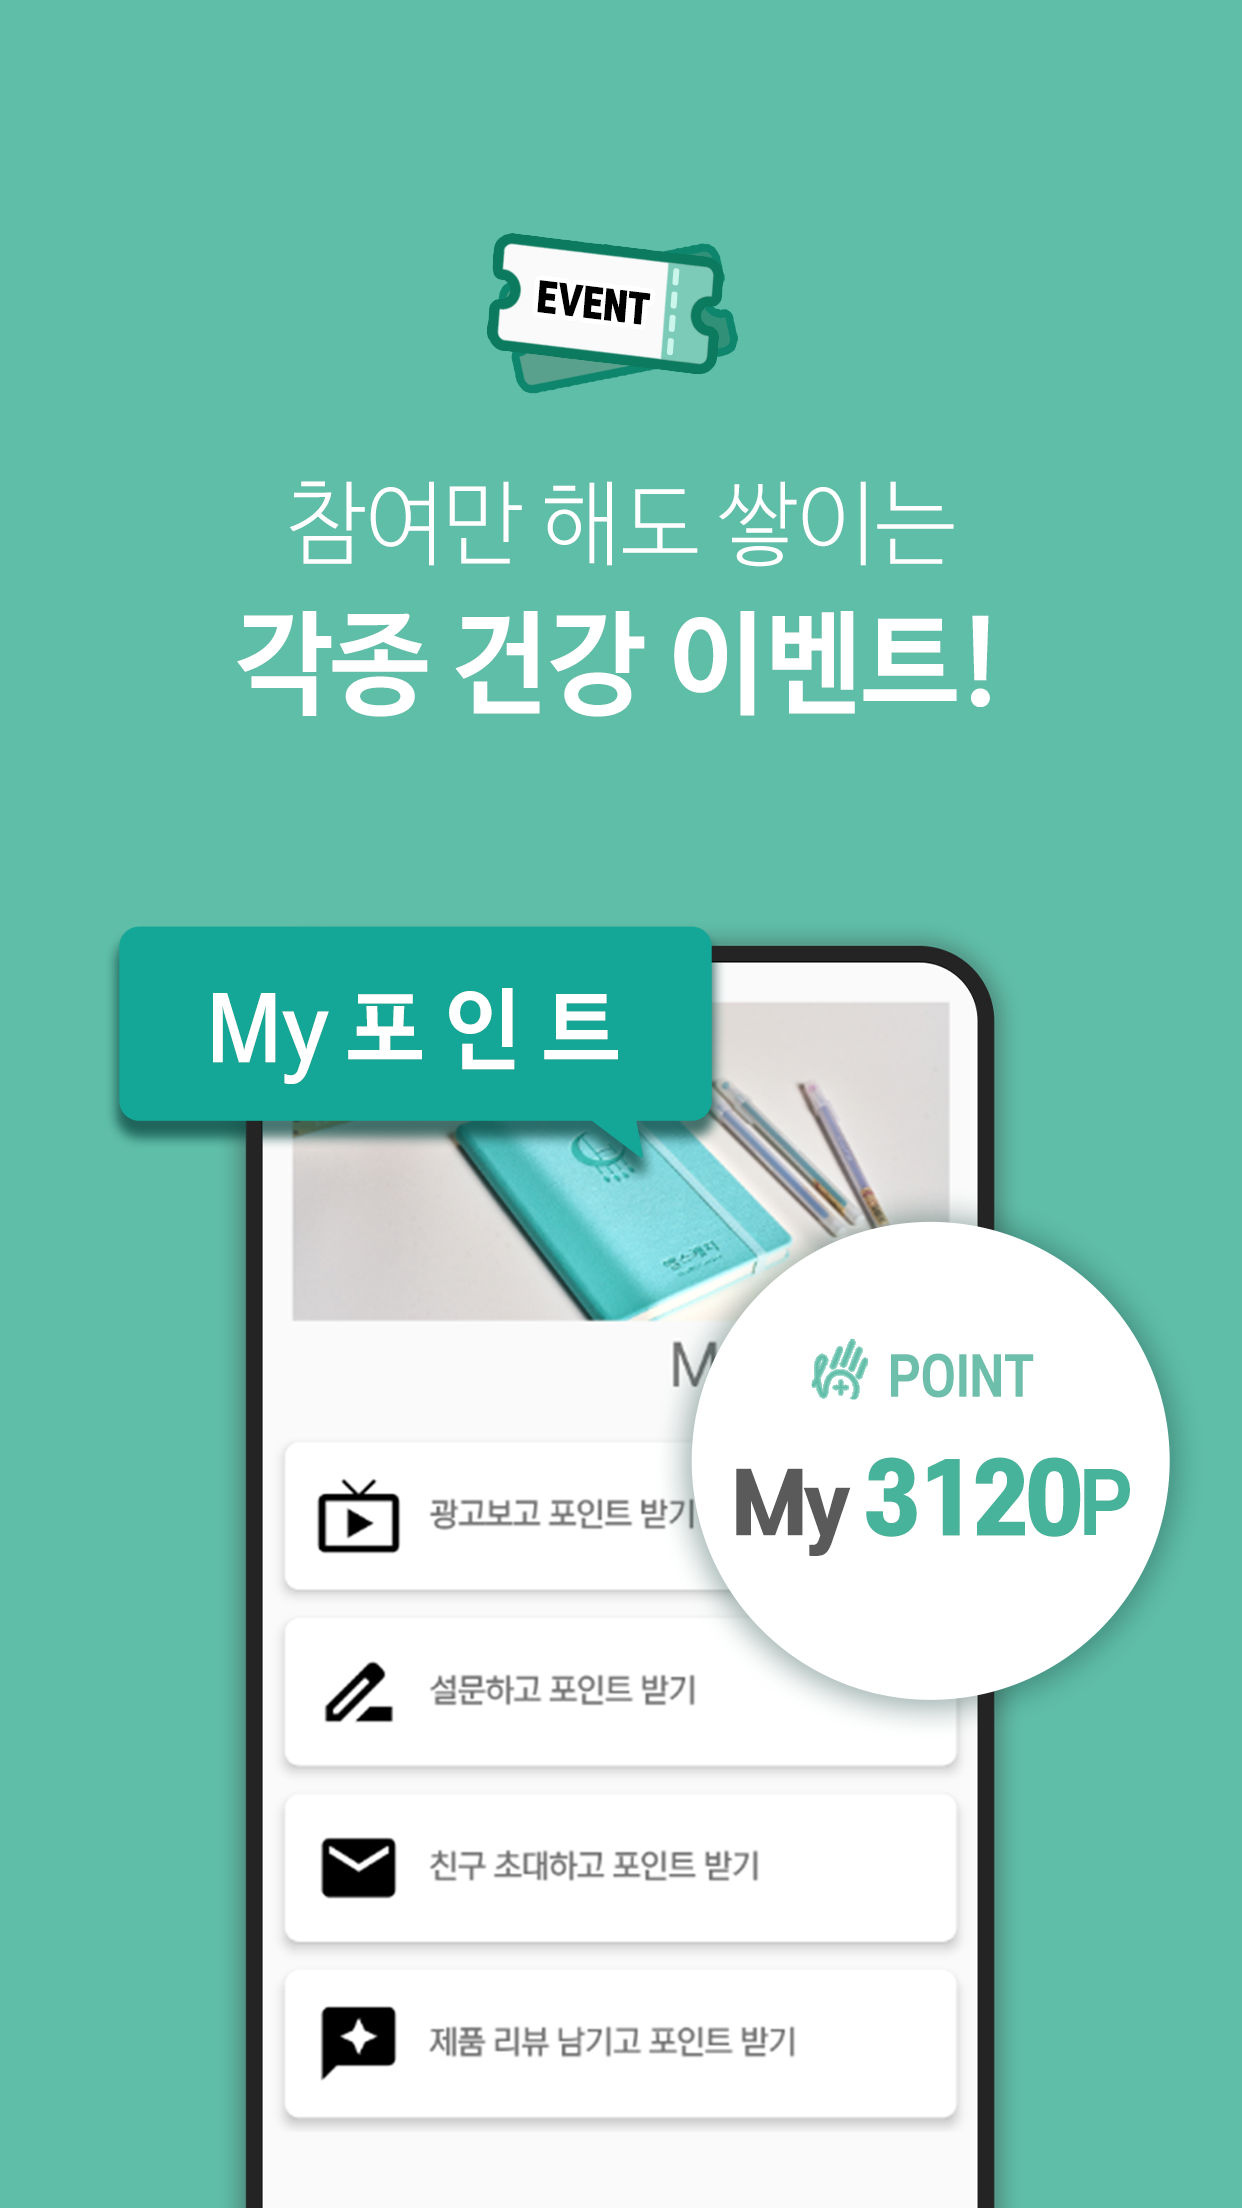 EVENT
참여만 해도 쌓이는
각종 건강 이벤트!
My 포인트
POINT
My 3120P
광고보고 포인트 받기
설문하고 포인트 받기
친구 초대하고 포인트 받기
제품 리뷰 남기고 포인트 받기